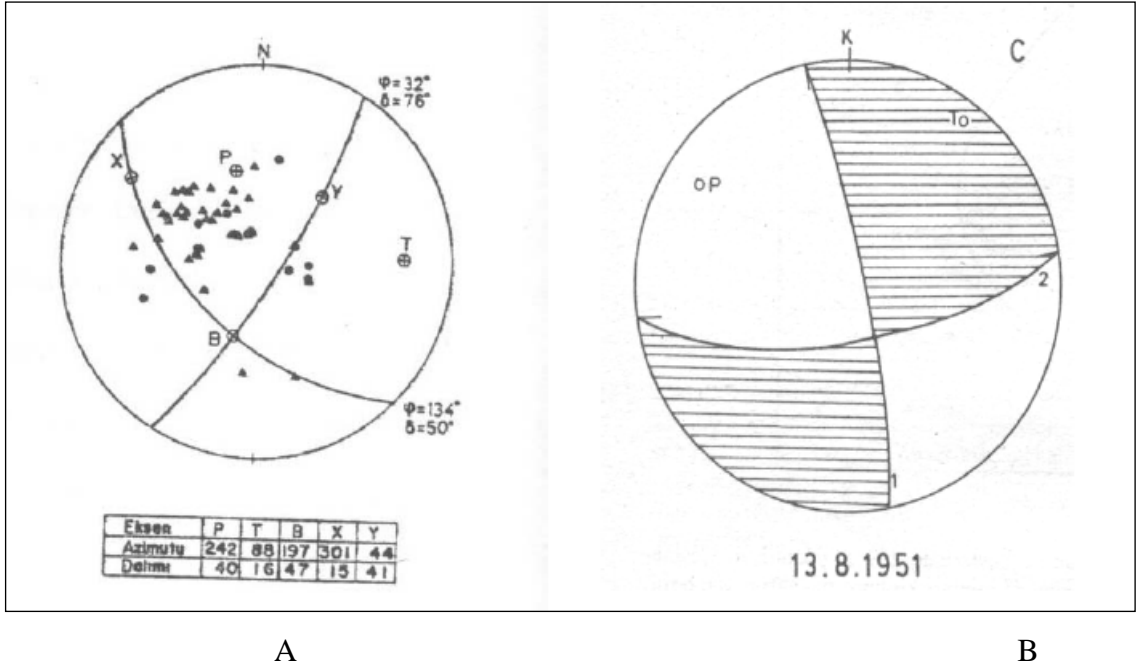 N
φ=32°
δ=76°
X
P
Y
T
B
φ=134°
δ=50°
Eksen P T B X Y
Azimutu 242 88 197 301 44
Dalımı 40 16 47 15 41
K
C
To
oP
2
1
13.8.1951
A
B